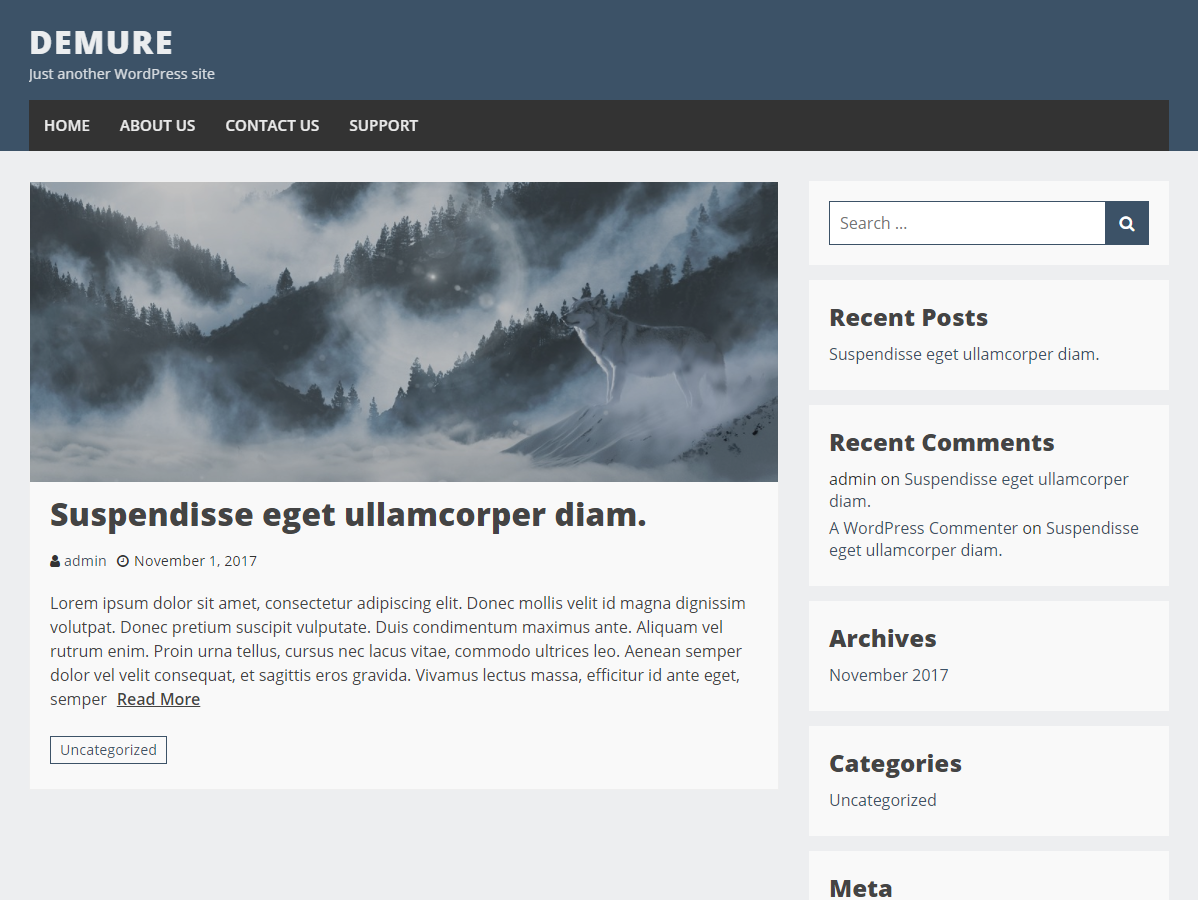 DEMURE
Just another WordPress site
HOME ABOUT US CONTACT US SUPPORT
Suspendisse eget ullamcorper diam.
admin November 1, 2017
Lorem ipsum dolor sit amet, consectetur adipiscing elit. Donec mollis velit id magna dignissim
volutpat. Donec pretium suscipit vulputate. Duis condimentum maximus ante. Aliquam vel
rutrum enim. Proin urna tellus, cursus nec lacus vitae, commodo ultrices leo. Aenean semper
dolor vel velit consequat, et sagittis eros gravida. Vivamus lectus massa, efficitur id ante eget,
semper Read More
Uncategorized
Search ...
Recent Posts
Suspendisse eget ullamcorper diam.
Recent Comments
admin on Suspendisse eget ullamcorper
diam.
A WordPress Commenter on Suspendisse
eget ullamcorper diam.
Archives
November 2017
Categories
Uncategorized
Meta